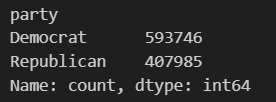 party
Democrat      593746
Republican    407985
Name: count, dtype: int64